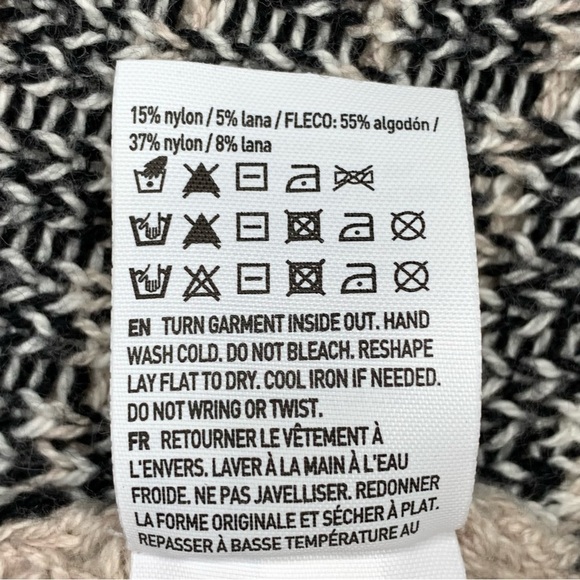 15% nylon / 5% lana / FLECO: 55% algodón /
37% nylon / 8% lana
EN TURN GARMENT INSIDE OUT. HAND
WASH COLD. DO NOT BLEACH. RESHAPE
LAY FLAT TO DRY. COOL IRON IF NEEDED.
DO NOT WRING OR TWIST.
FR RETOURNER LE VÊTEMENT À
L'ENVERS. LAVER À LA MAIN À L'EAU
FROIDE. NE PAS JAVELLISER. REDONNER
LA FORME ORIGINALE ET SÉCHER À PLAT.
REPASSER À BASSE TEMPÉRATURE AU